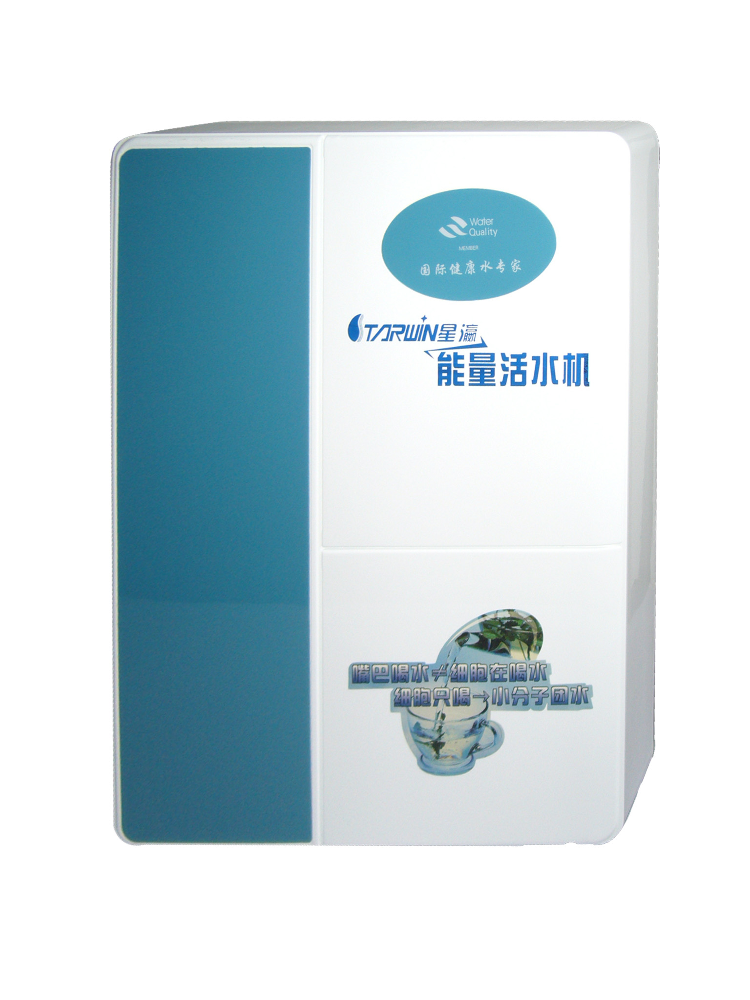 Water
Quality
MEMBER
国际健康水专家
STARWIN星瀛
能量活水机
嘴巴喝水≠细胞在喝水
细胞只喝→小分子团水